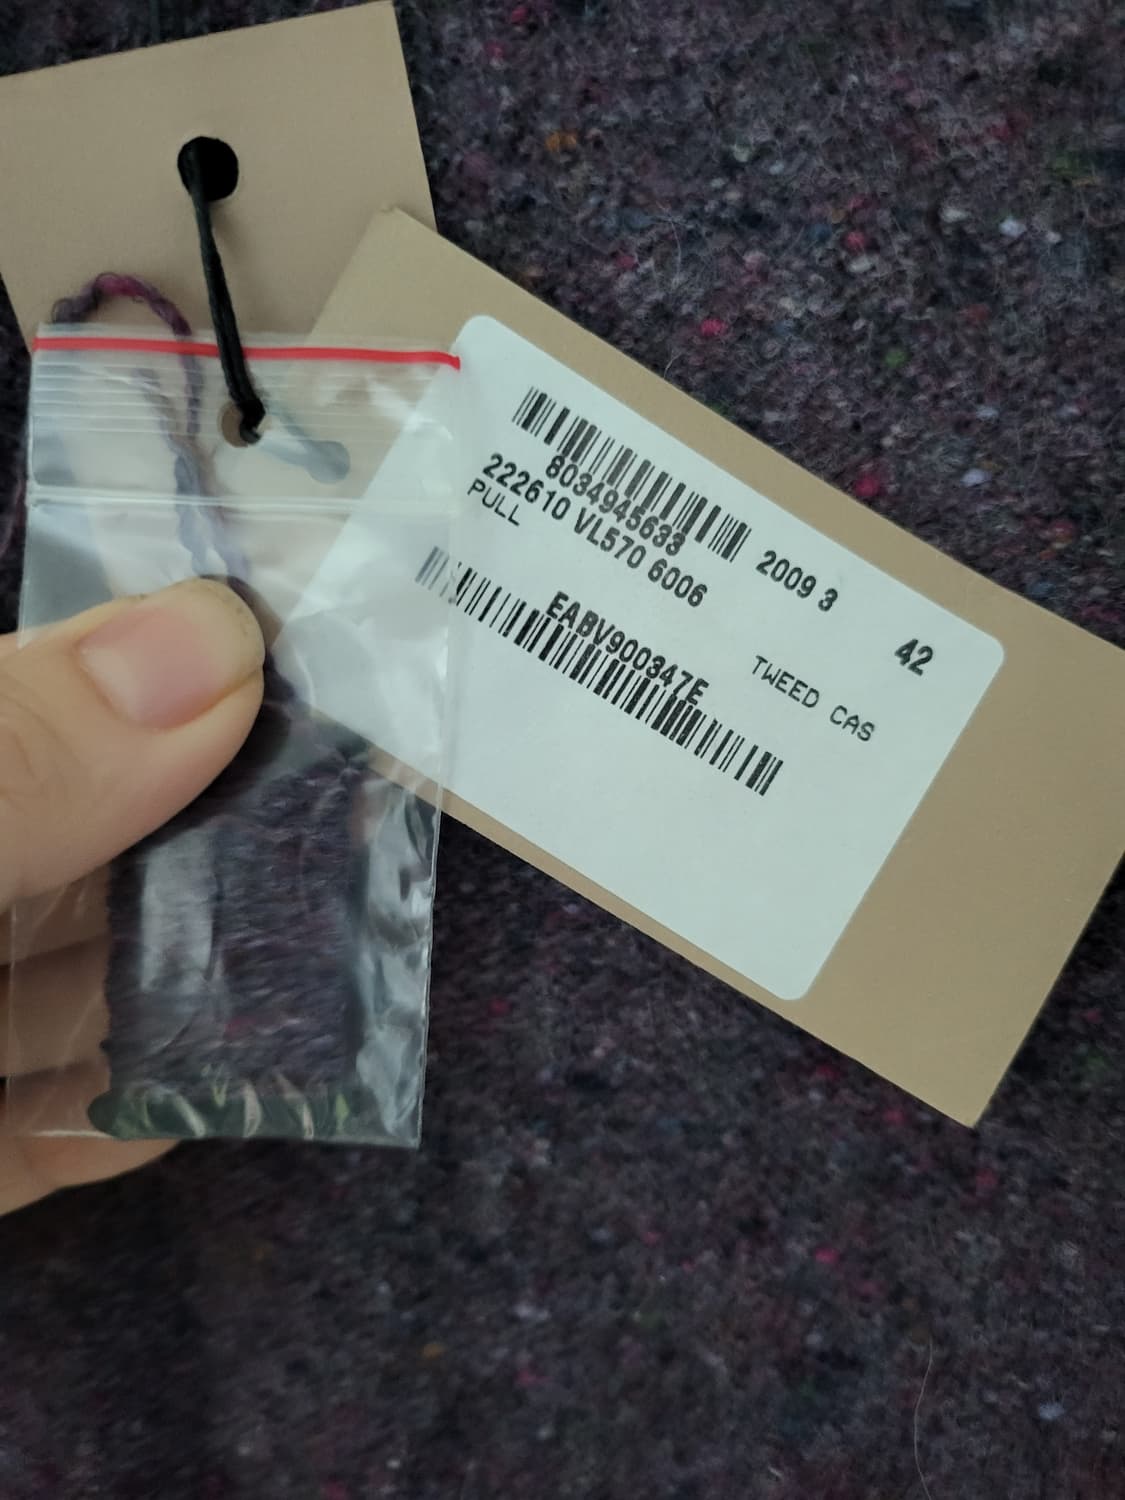 8034945633
2009 3
222610 VL570 6006
42
PULL
TWEED CAS
EABV900347E